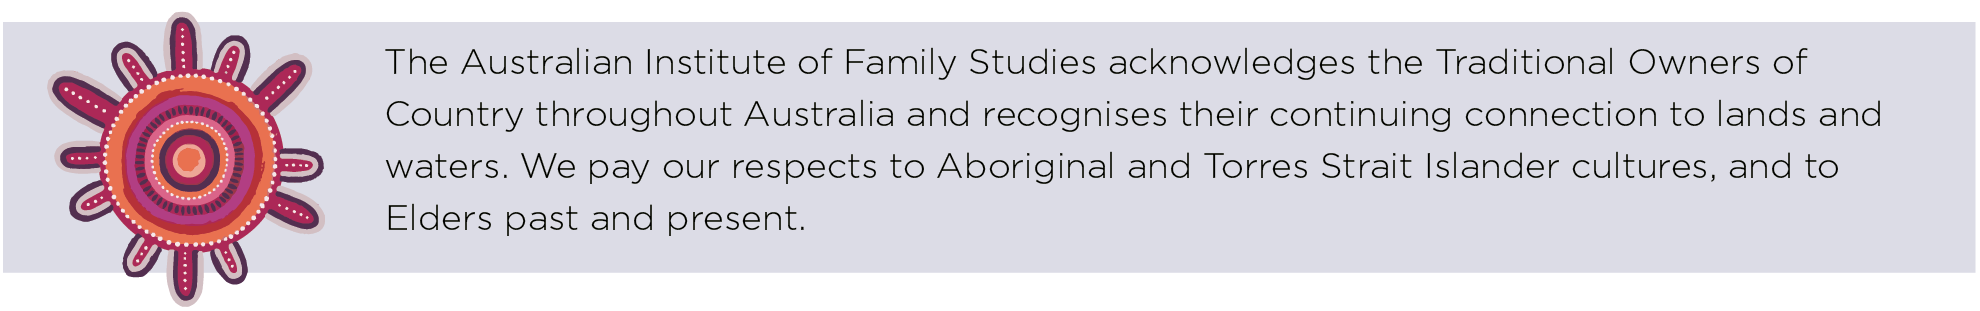 The Australian Institute of Family Studies acknowledges the Traditional Owners of
Country throughout Australia and recognises their continuing connection to lands and
waters. We pay our respects to Aboriginal and Torres Strait Islander cultures, and to
Elders past and present.